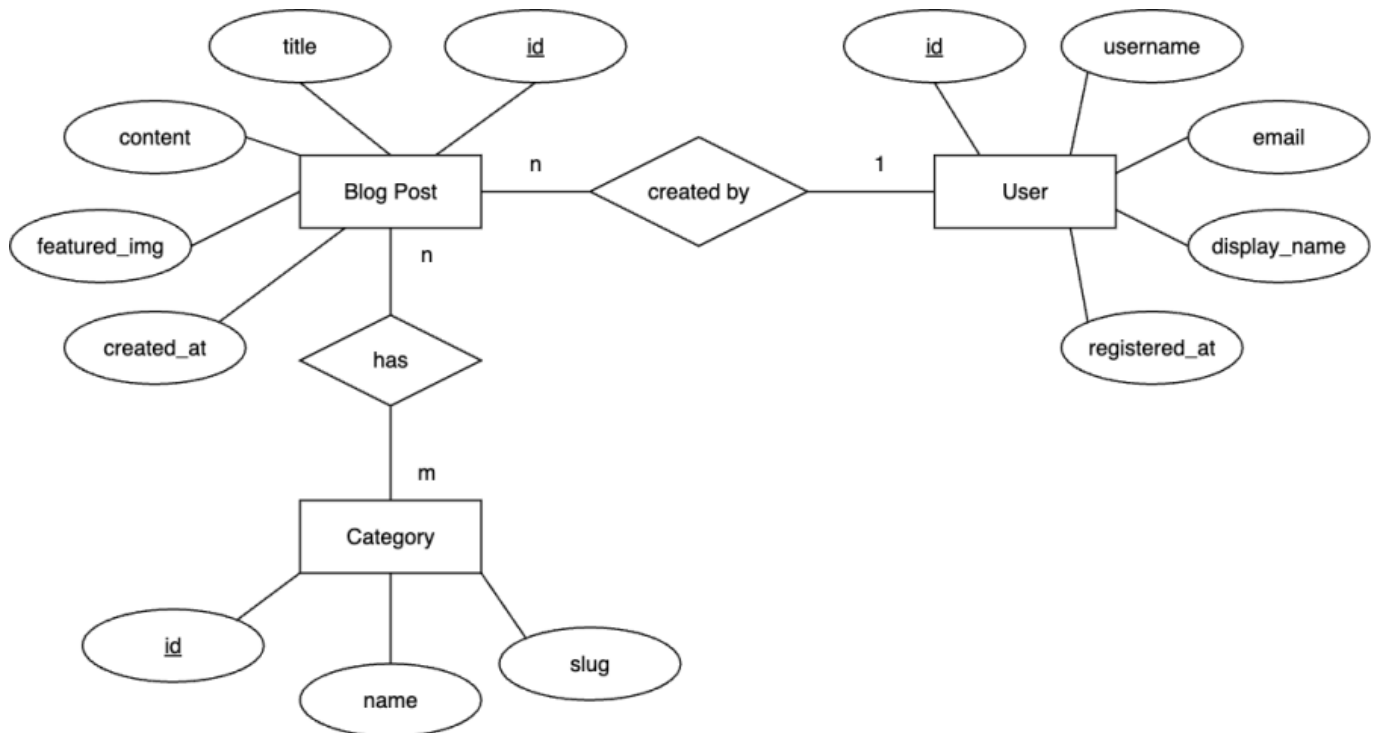 title
id
id
username
content
email
Blog Post
n
created by
1
User
featured_img
n
display_name
created_at
has
registered_at
m
Category
id
slug
name